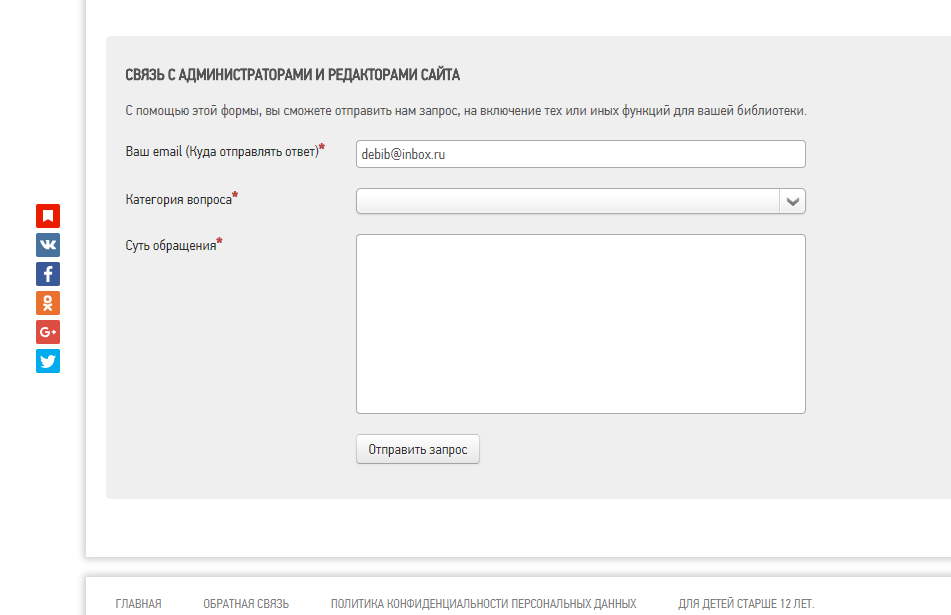 СВЯЗЬ С АДМИНИСТРАТОРАМИ И РЕДАКТОРАМИ САЙТА
С помощью этой формы, вы сможете отправить нам запрос, на включение тех или иных функций для вашей библиотеки.
Ваш email (Куда отправлять ответ)* debib@inbox.ru
Категория вопроса*
Суть обращения*
Отправить запрос
ГЛАВНАЯ ОБРАТНАЯ СВЯЗЬ ПОЛИТИКА КОНФИДЕНЦИАЛЬНОСТИ ПЕРСОНАЛЬНЫХ ДАННЫХ ДЛЯ ДЕТЕЙ СТАРШЕ 12 ЛЕТ.